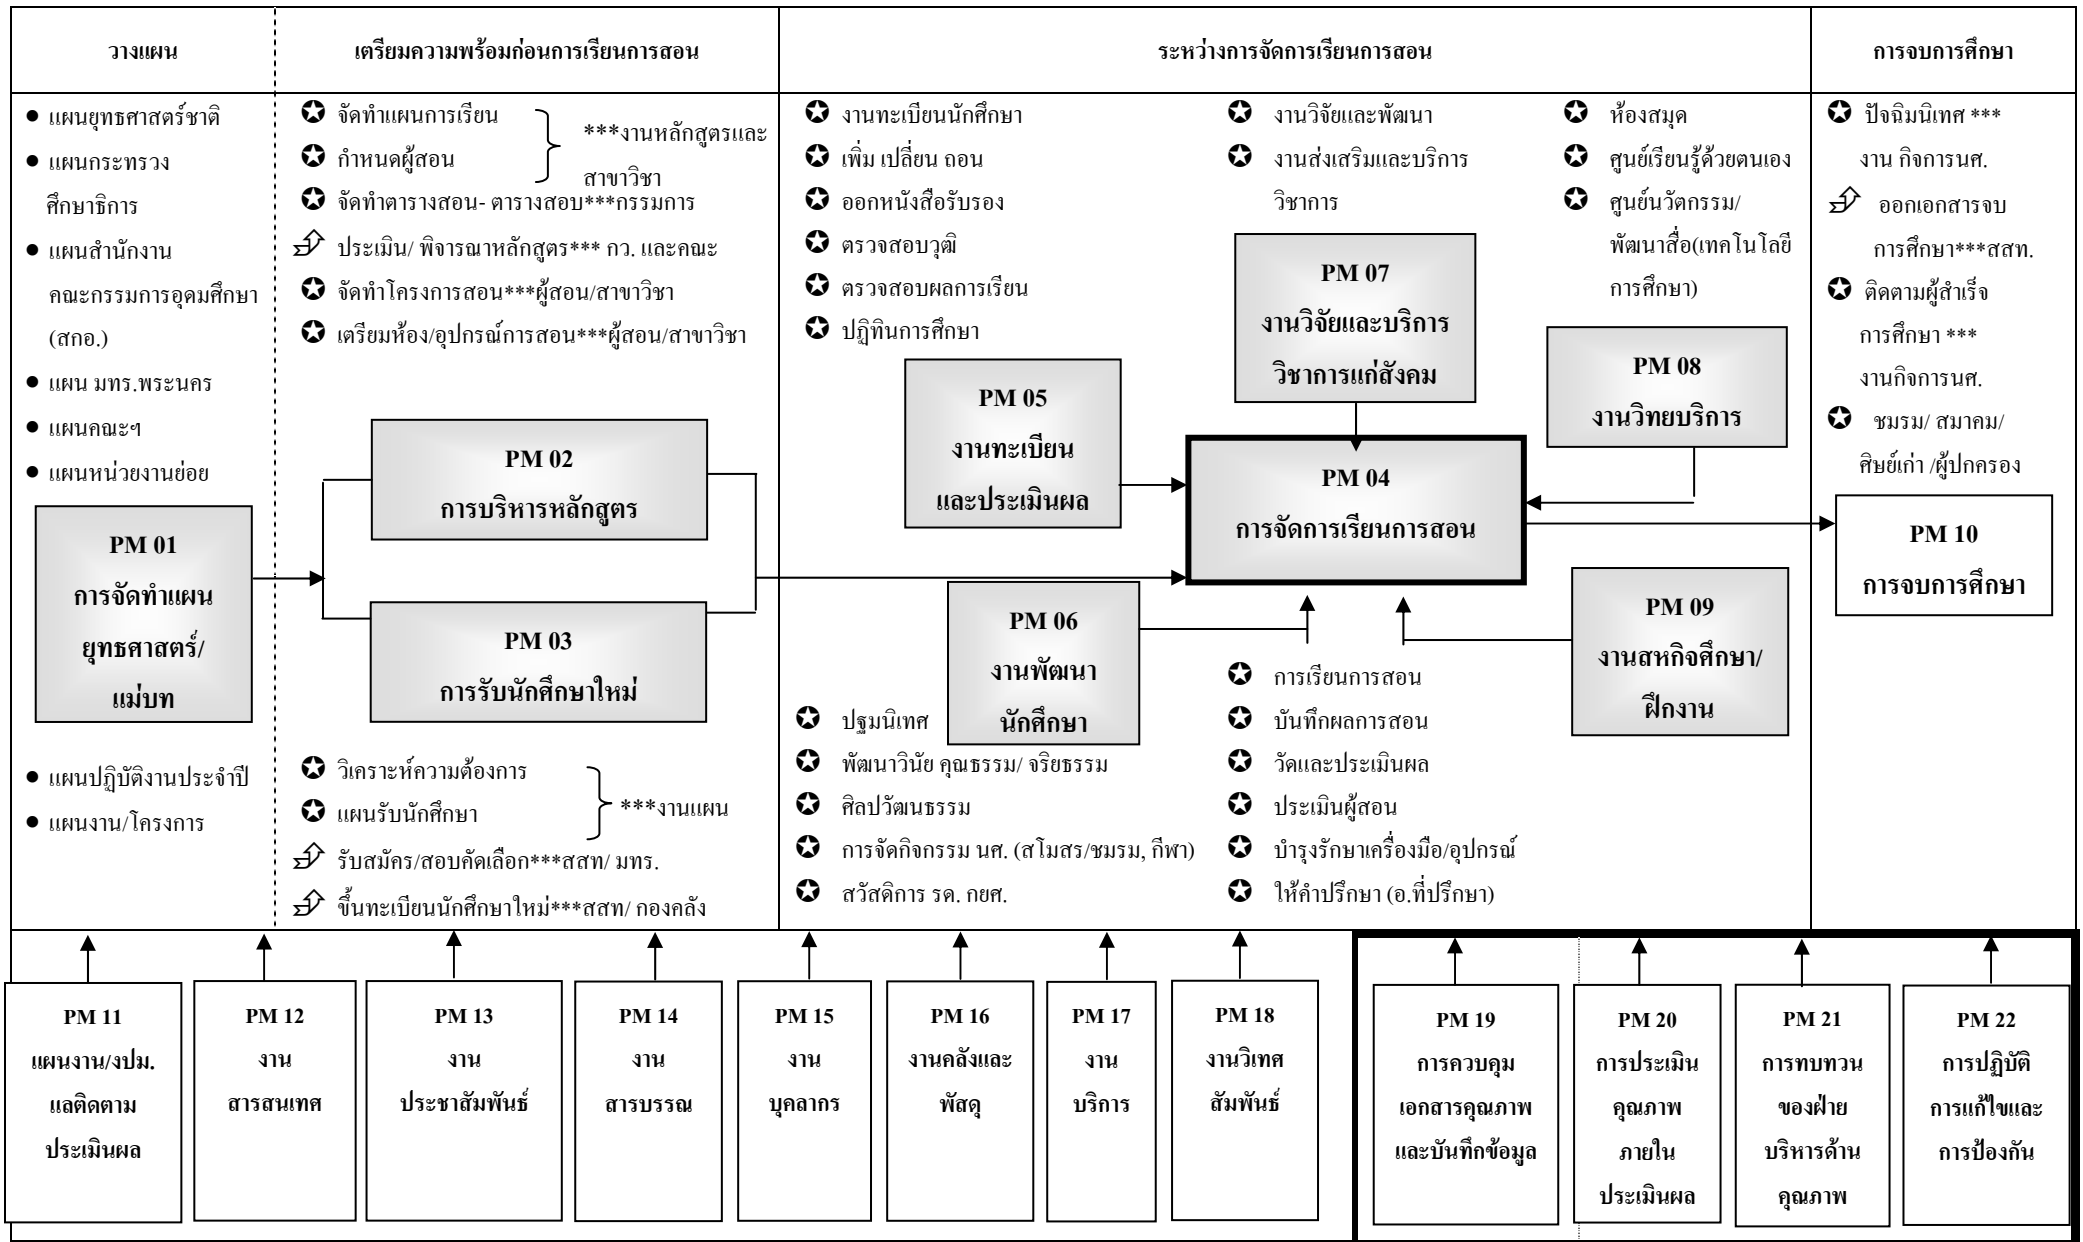 วางแผน
เตรียมความพร้อมก่อนการเรียนการสอน
ระหว่างการจัดการเรียนการสอน
การจบการศึกษา
แผนยุทธศาสตร์ชาติ
แผนกระทรวง
ศึกษาธิการ
แผนสำนักงาน
คณะกรรมการอุดมศึกษา
(สกอ.)
แผน มทร.พระนคร
แผนคณะฯ
แผนหน่วยงานย่อย
PM 01
การจัดทำแผน
ยุทธศาสตร์/
แม่บท
แผนปฏิบัติงานประจำปี
แผนงาน/โครงการ
จัดทำแผนการเรียน
กำหนดผู้สอน
***งานหลักสูตรและ
สาขาวิชา
จัดทำตารางสอน- ตารางสอบ***กรรมการ
ประเมิน/ พิจารณาหลักสูตร*** กว. และคณะ
จัดทำโครงการสอน***ผู้สอน/สาขาวิชา
เตรียมห้อง/อุปกรณ์การสอน***ผู้สอน/สาขาวิชา
PM 02
การบริหารหลักสูตร
PM 03
การรับนักศึกษาใหม่
วิเคราะห์ความต้องการ
แผนรับนักศึกษา
***งานแผน
รับสมัคร/สอบคัดเลือก***สสท/ มทร.
ขึ้นทะเบียนนักศึกษาใหม่***สสท/ กองคลัง
งานทะเบียนนักศึกษา
เพิ่ม เปลี่ยน ถอน
ออกหนังสือรับรอง
ตรวจสอบวุฒิ
ตรวจสอบผลการเรียน
ปฏิทินการศึกษา
PM 05
งานทะเบียน
และประเมินผล
งานวิจัยและพัฒนา
งานส่งเสริมและบริการ
วิชาการ
PM 07
งานวิจัยและบริการ
วิชาการแก่สังคม
ห้องสมุด
ศูนย์เรียนรู้ด้วยตนเอง
ศูนย์นวัตกรรม/
พัฒนาสื่อ(เทคโนโลยี
การศึกษา)
PM 08
งานวิทยบริการ
PM 04
การจัดการเรียนการสอน
PM 06
งานพัฒนา
นักศึกษา
ปฐมนิเทศ
พัฒนาวินัย คุณธรรม/ จริยธรรม
ศิลปวัฒนธรรม
การจัดกิจกรรม นศ. (สโมสร/ชมรม, กีฬา)
สวัสดิการ รด. กยศ.
การเรียนการสอน
บันทึกผลการสอน
วัดและประเมินผล
ประเมินผู้สอน
บำรุงรักษาเครื่องมือ/อุปกรณ์
ให้คำปรึกษา (อ.ที่ปรึกษา)
PM 09
งานสหกิจศึกษา/
ฝึกงาน
ปัจฉิมนิเทศ ***
งาน กิจการนศ.
ออกเอกสารจบ
การศึกษา***สสท.
ติดตามผู้สำเร็จ
การศึกษา ***
งานกิจการนศ.
ชมรม/ สมาคม/
ศิษย์เก่า /ผู้ปกครอง
PM 10
การจบการศึกษา
PM 11
แผนงาน/งปม.
แลติดตาม
ประเมินผล
PM 12
งาน
สารสนเทศ
PM 13
งาน
ประชาสัมพันธ์
PM 14
งาน
สารบรรณ
PM 15
งาน
บุคลากร
PM 16
งานคลังและ
พัสดุ
PM 17
งาน
บริการ
PM 18
งานวิเทศ
สัมพันธ์
PM 19
การควบคุม
เอกสารคุณภาพ
และบันทึกข้อมูล
PM 20
การประเมิน
คุณภาพ
ภายใน
ประเมินผล
PM 21
การทบทวน
ของฝ่าย
บริหารด้าน
คุณภาพ
PM 22
การปฏิบัติ
การแก้ไขและ
การป้องกัน